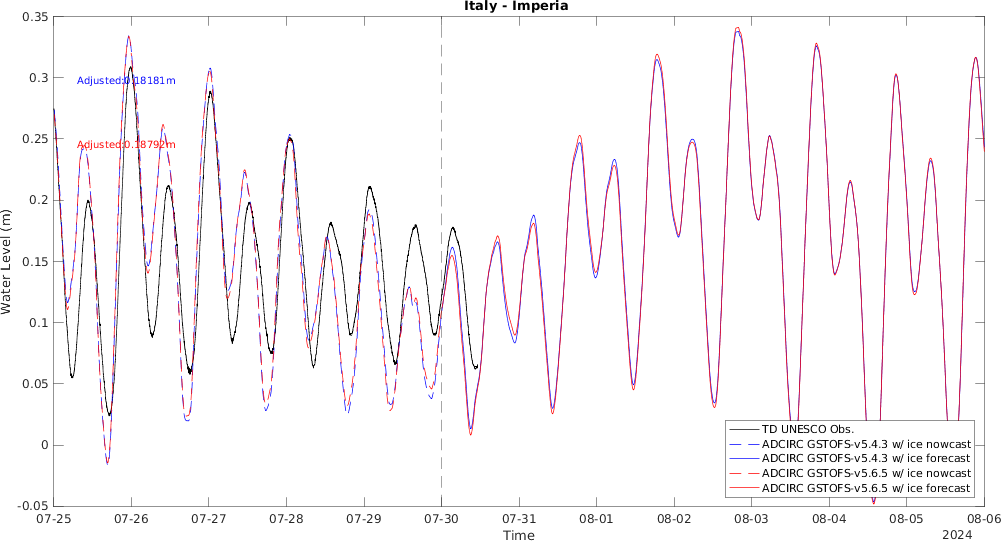 Italy - Imperia
Water Level (m)
0.35
0.3
0.25
0.2
0.15
0.1
0.05
0
-0.05
Adjusted:0.18181m
Adjusted:0.18792m
TD UNESCO Obs.
ADCIRC GSTOFS-v5.4.3 w/ ice nowcast
ADCIRC GSTOFS-v5.4.3 w/ ice forecast
ADCIRC GSTOFS-v5.6.5 w/ ice nowcast
ADCIRC GSTOFS-v5.6.5 w/ ice forecast
07-25 07-26 07-27 07-28 07-29 07-30 07-31 08-01 08-02 08-03 08-04 08-05 08-06
Time
2024